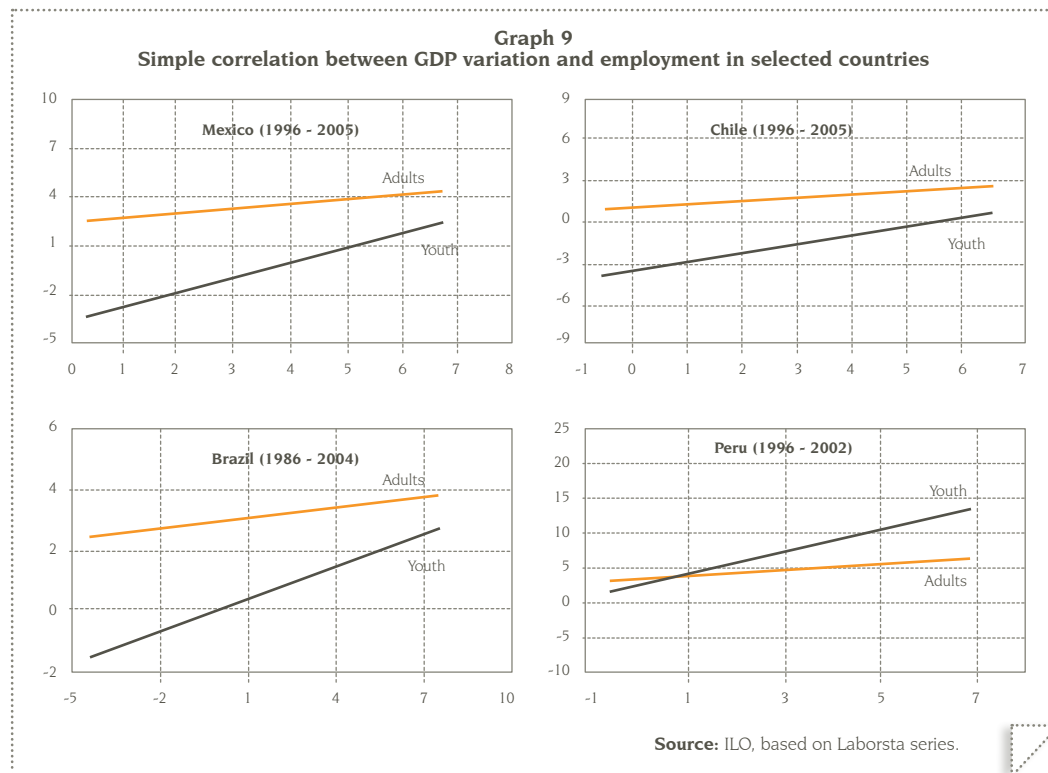 Graph 9
Simple correlation between GDP variation and employment in selected countries
10
7
4
1
-2
-5
Mexico (1996 - 2005)
Adults
Youth
0 1 2 3 4 5 6 7 8
9
6
3
0
-3
-6
-9
Chile (1996 - 2005)
Adults
Youth
-1 0 1 2 3 4 5 6 7
6
4
2
0
-2
Brazil (1986 - 2004)
Adults
Youth
-5 -2 1 4 7 10
25
20
15
10
5
0
-5
-10
Peru (1996 - 2002)
Youth
Adults
-1 1 3 5 7
Source: ILO, based on Laborsta series.